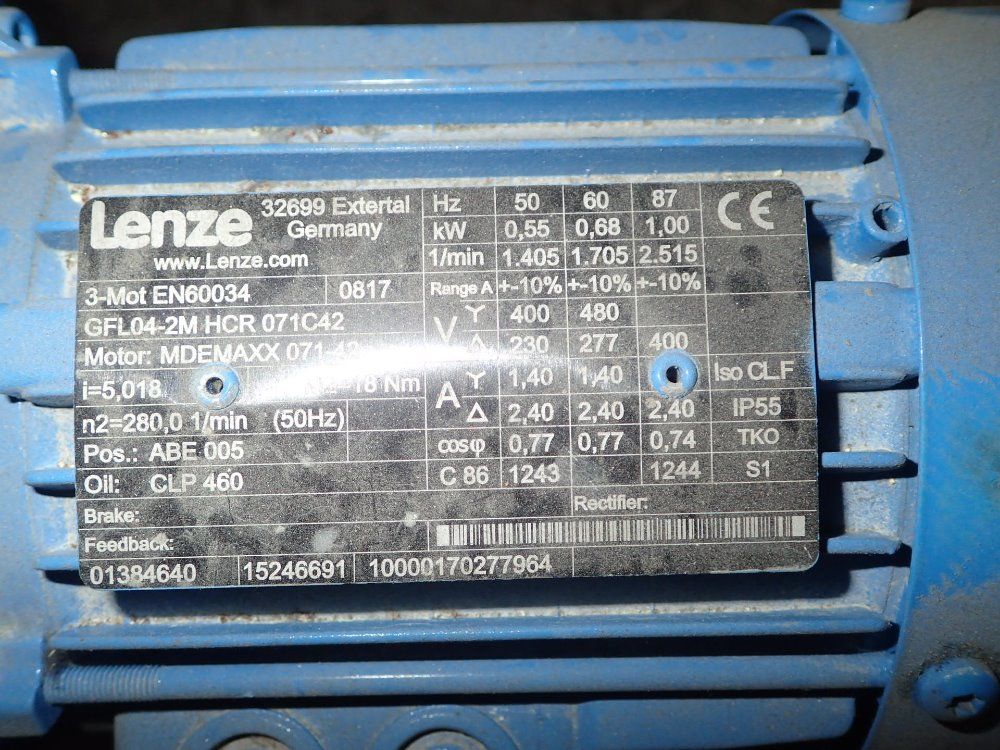 Lenze 32699 Extertal
Germany
www.Lenze.com
3-Mot EN60034 0817
GFL04-2M HCR 071C42
Motor: MDEMAXX 071-42
i=5,018 =18 Nm
n2=280,0 1/min (50Hz)
Pos.: ABE 005
Oil: CLP 460
Brake: Rectifier:
Feedback:
01384640 15246691 10000170277964
Hz 50 60 87 CE
kW 0,55 0,68 1,00
1/min 1.405 1.705 2.515
Range A +-10% +-10% +-10%
V Y 400 480
Δ 230 277 400
A Y 1,40 1,40 Iso CLF
Δ 2,40 2,40 2,40 IP55
cosφ 0,77 0,77 0,74 TKO
C 86 1243 1244 S1